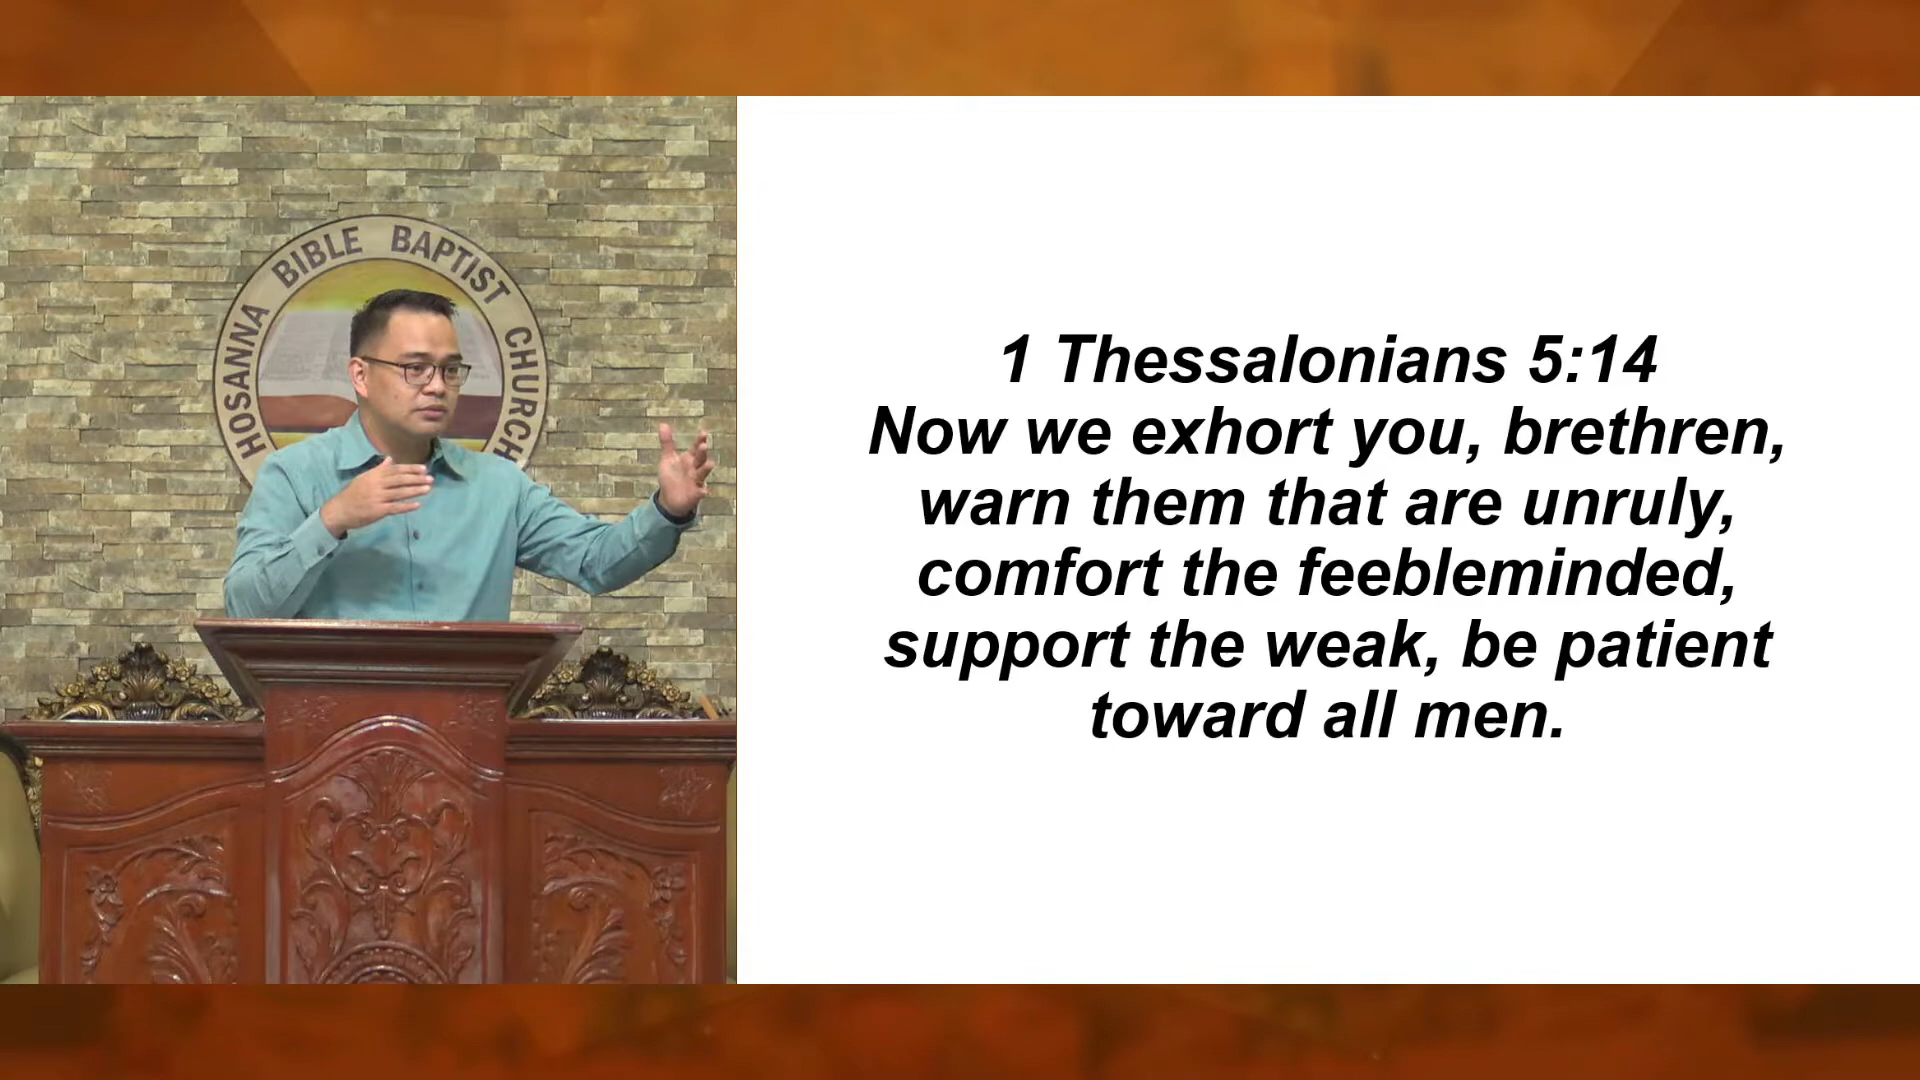 HOSANNA BIBLE BAPTIST CHURCH
1 Thessalonians 5:14
Now we exhort you, brethren,
warn them that are unruly,
comfort the feebleminded,
support the weak, be patient
toward all men.